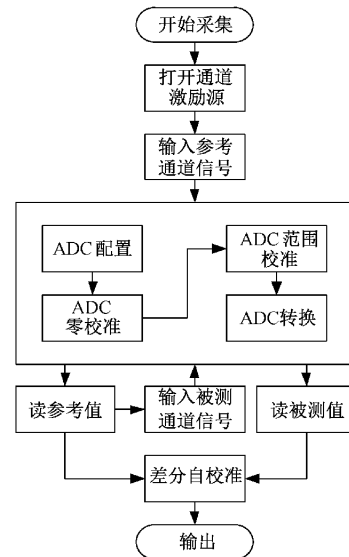 开始采集
打开通道
激励源
输入参考
通道信号
ADC 配置
ADC
零校准
ADC 范围
校准
ADC转换
读参考值
输入被测
通道信号
读被测值
差分自校准
输出